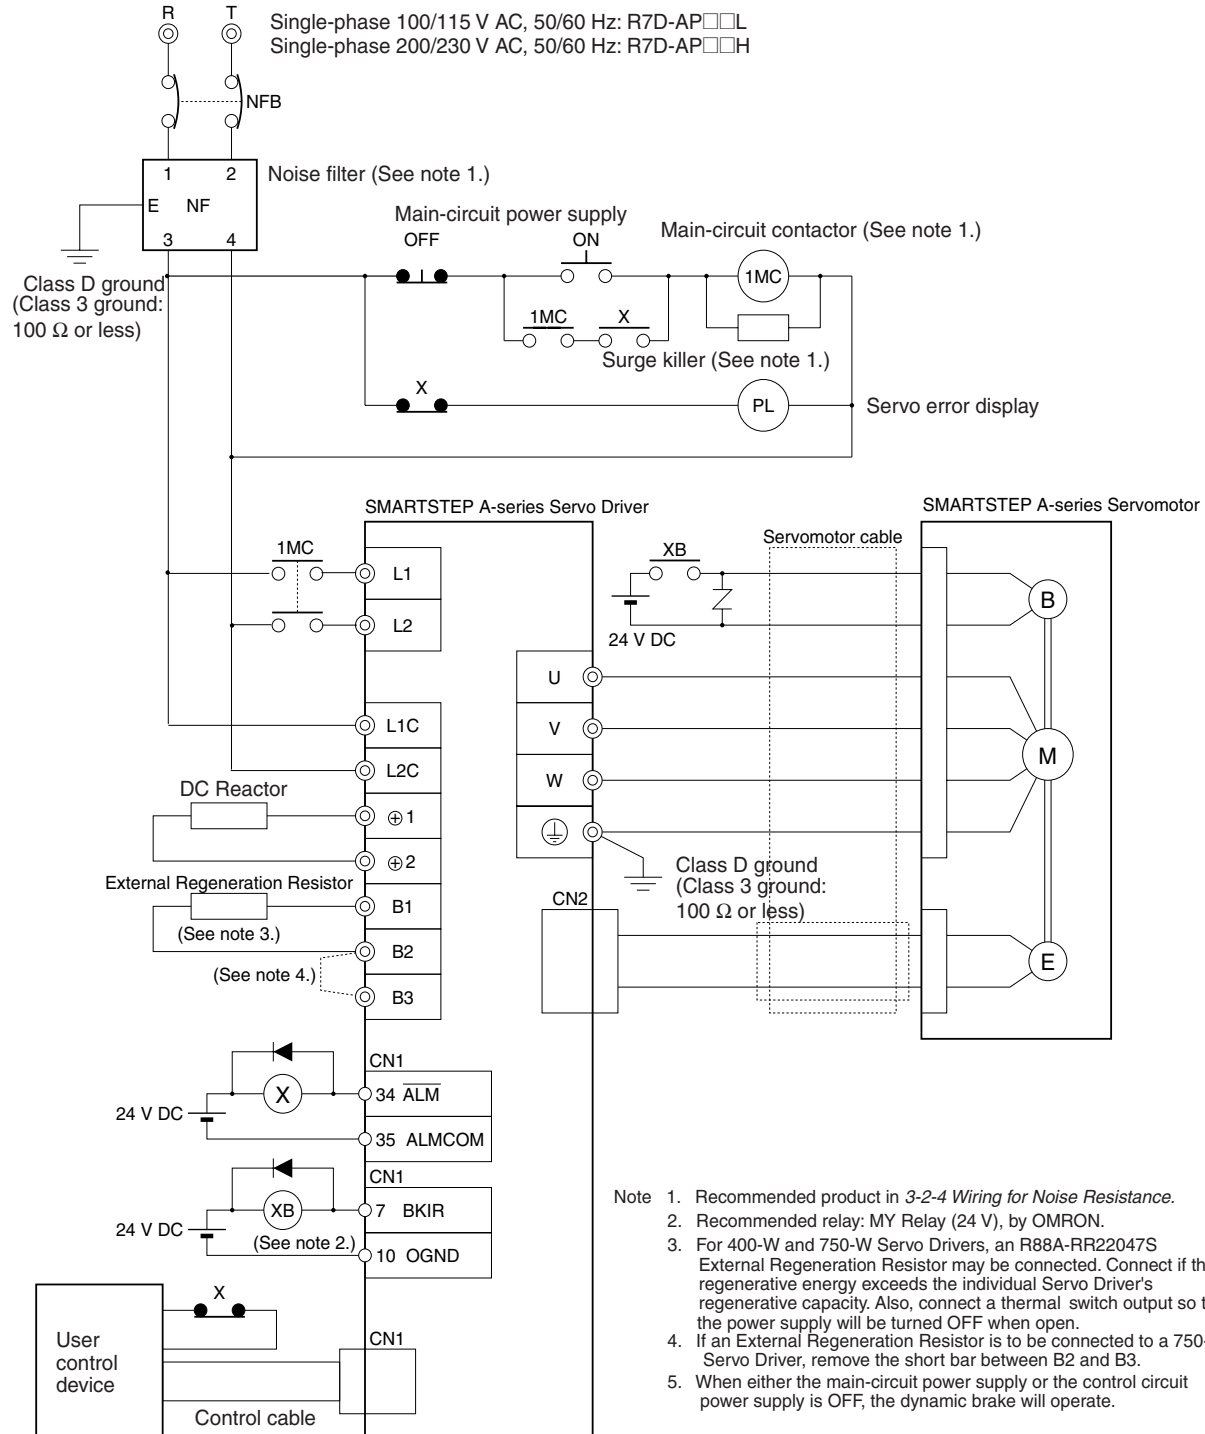 R T
Single-phase 100/115 V AC, 50/60 Hz: R7D-AP□□L
Single-phase 200/230 V AC, 50/60 Hz: R7D-AP□□H
NFB
1 2
Noise filter (See note 1.)
E NF
3 4
Main-circuit power supply
OFF ON
Main-circuit contactor (See note 1.)
1MC
Class D ground
(Class 3 ground:
100 Ω or less)
1MC X
Surge killer (See note 1.)
X
PL
Servo error display
SMARTSTEP A-series Servo Driver
SMARTSTEP A-series Servomotor
1MC
L1
L2
XB
Servomotor cable
24 V DC
B
U
V
W
M
L1C
L2C
DC Reactor
⊕1
⊕2
Class D ground
(Class 3 ground:
100 Ω or less)
External Regeneration Resistor
B1
(See note 3.)
B2
(See note 4.)
B3
CN2
E
CN1
X
34 ALM
24 V DC
35 ALMCOM
CN1
XB
7 BKIR
24 V DC
(See note 2.)
10 OGND
X
User
control
device
CN1
Control cable
Note 1. Recommended product in 3-2-4 Wiring for Noise Resistance.
2. Recommended relay: MY Relay (24 V), by OMRON.
3. For 400-W and 750-W Servo Drivers, an R88A-RR22047S
External Regeneration Resistor may be connected. Connect if th
regenerative energy exceeds the individual Servo Driver's
regenerative capacity. Also, connect a thermal switch output so t
the power supply will be turned OFF when open.
4. If an External Regeneration Resistor is to be connected to a 750-
Servo Driver, remove the short bar between B2 and B3.
5. When either the main-circuit power supply or the control circuit
power supply is OFF, the dynamic brake will operate.